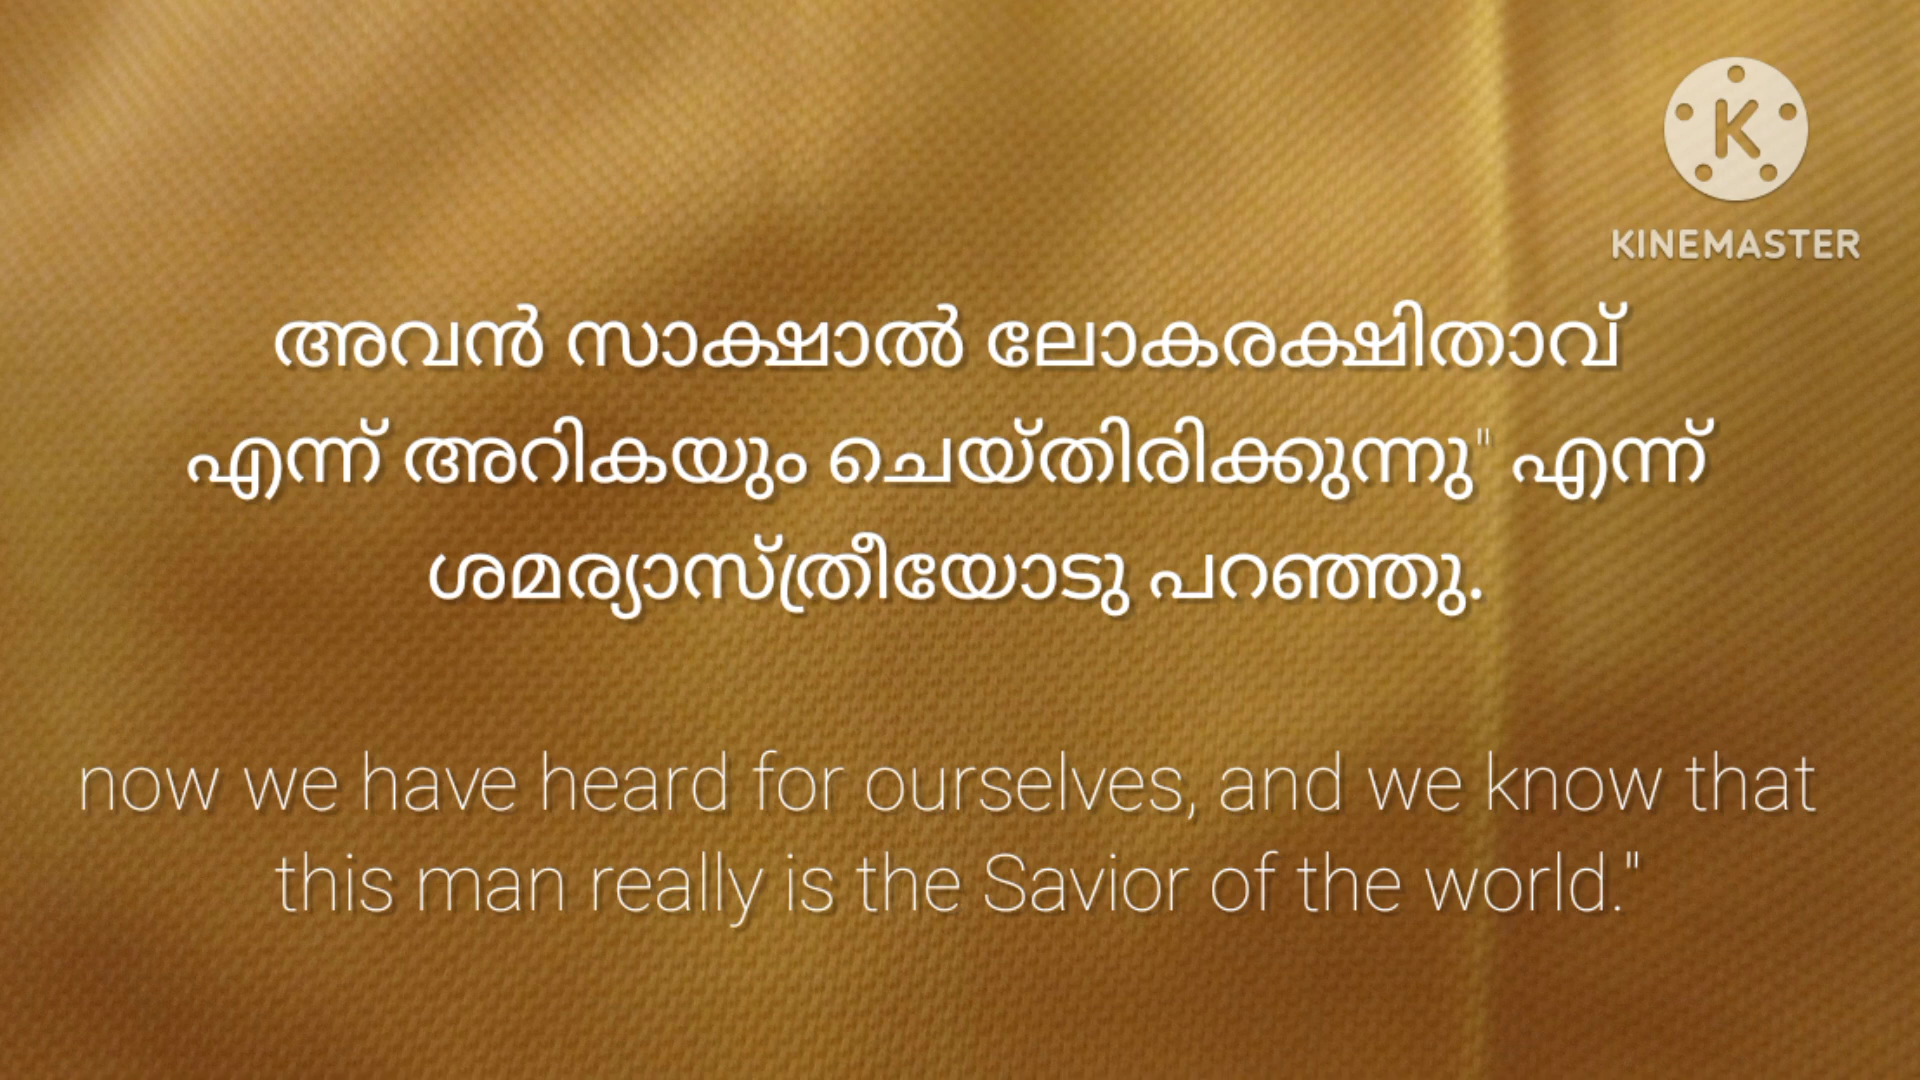 K
KINEMASTER
അവൻ സാക്ഷാൽ ലോകരക്ഷിതാവ്
എന്ന് അറികയും ചെയ്തിരിക്കുന്നു" എന്ന്
ശമര്യാസ്ത്രീയോടു പറഞ്ഞു.
now we have heard for ourselves, and we know that
this man really is the Savior of the world."